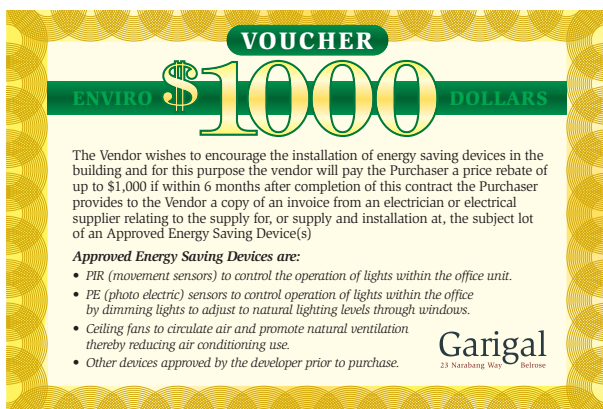 VOUCHER
ENVIRO $1000 DOLLARS
The Vendor wishes to encourage the installation of energy saving devices in the
building and for this purpose the vendor will pay the Purchaser a price rebate of
up to $1,000 if within 6 months after completion of this contract the Purchaser
provides to the Vendor a copy of an invoice from an electrician or electrical
supplier relating to the supply for, or supply and installation at, the subject lot
of an Approved Energy Saving Device(s)
Approved Energy Saving Devices are:
• PIR (movement sensors) to control the operation of lights within the office unit.
• PE (photo electric) sensors to control operation of lights within the office
by dimming lights to adjust to natural lighting levels through windows.
• Ceiling fans to circulate air and promote natural ventilation
thereby reducing air conditioning use.
• Other devices approved by the developer prior to purchase.
Garigal
23 Narabang Way Belrose